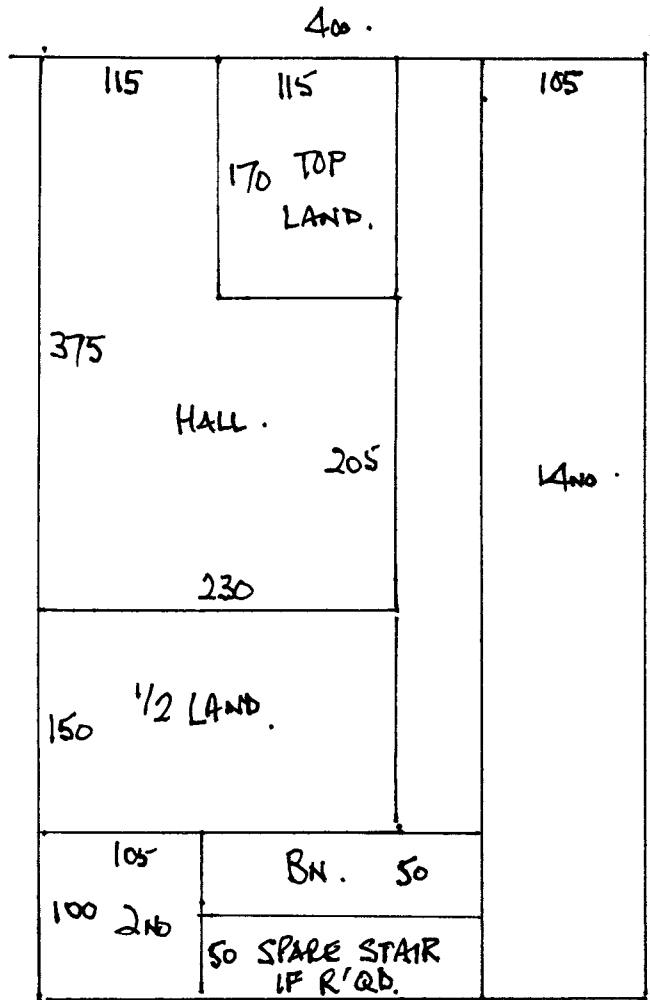 400.
115
115
105
170 TOP
LAND.
375
HALL.
205
14NO.
230
1/2 LAND.
150
105
BN. 50
100 2ND
50 SPARE STAIR
IF R'QD.